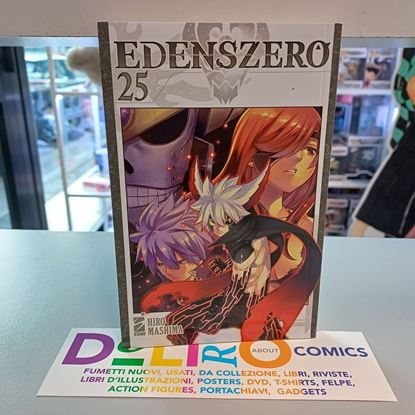 EDENSZERO
25
STAR
HIRO
MASHIMA
DELIRO ABOUT COMICS
FUMETTI NUOVI, USATI, DA COLLEZIONE, LIBRI, RIVISTE,
LIBRI D'ILLUSTRAZIONI, POSTERS, DVD, T-SHIRTS, FELPE,
ACTION FIGURES, PORTACHIAVI, GADGETS